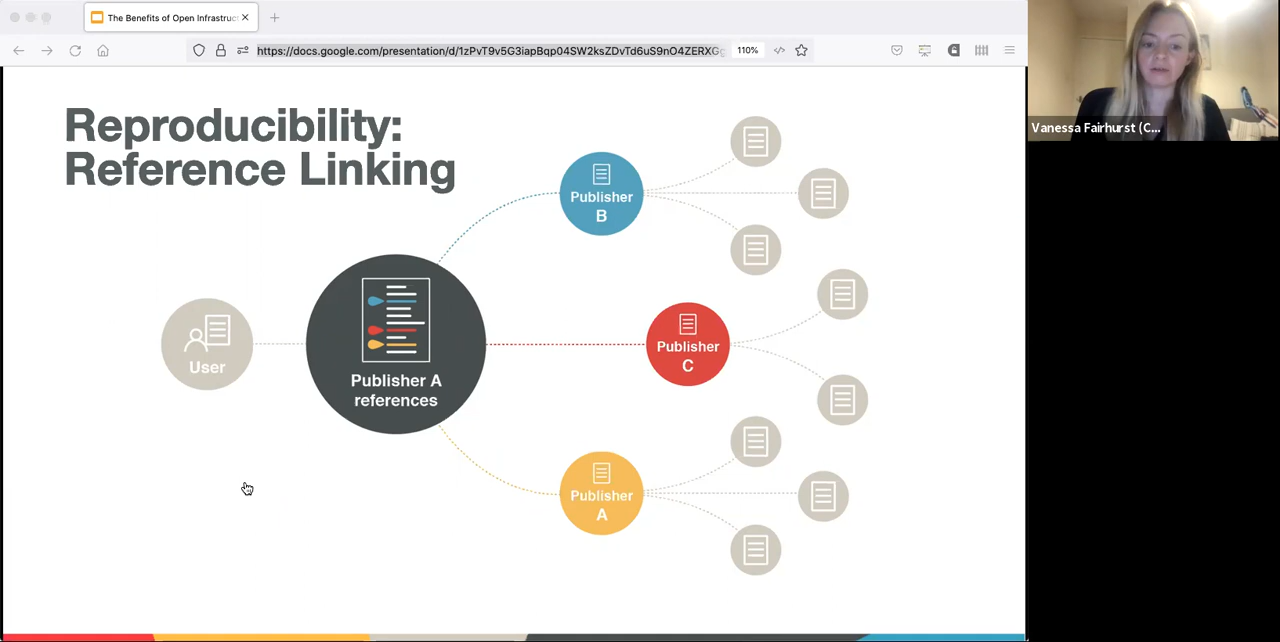 The Benefits of Open Infrastruc
https://docs.google.com/presentation/d/1zPvT9v5G3iapBqp04SW2ksZDvTd6uS9nO4ZERXG
110%
Vanessa Fairhurst (C...
Reproducibility:
Reference Linking
User
Publisher A
references
Publisher
B
Publisher
C
Publisher
A